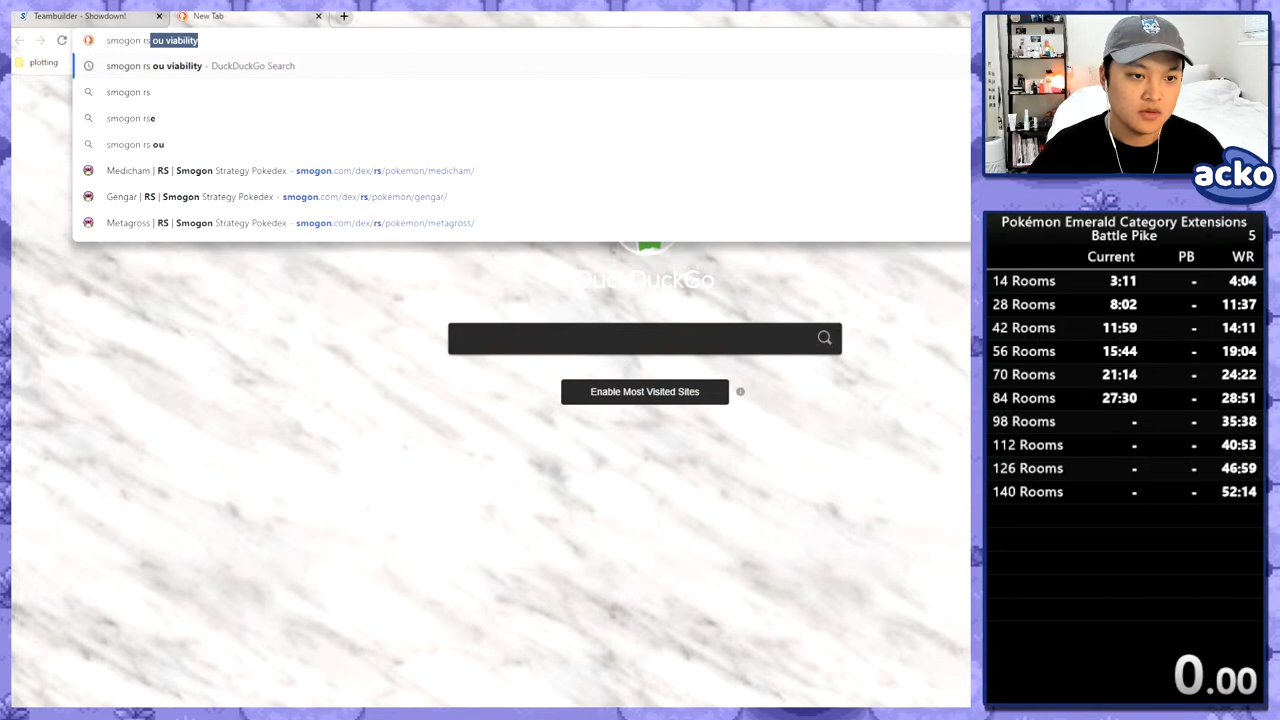 Teambuilder - Showdown!
New Tab
smogon rs ou viability
plotting
smogon rs ou viability - DuckDuckGo Search
smogon rs
smogon rse
smogon rs ou
Medicham | RS | Smogon Strategy Pokedex - smogon.com/dex/rs/pokemon/medicham/
Gengar | RS | Smogon Strategy Pokedex - smogon.com/dex/rs/pokemon/gengar/
Metagross | RS | Smogon Strategy Pokedex - smogon.com/dex/rs/pokemon/metagross/
DuckDuckGo
Enable Most Visited Sites
acko
Pokémon Emerald Category Extensions
Battle Pike 5
Current PB WR
14 Rooms 3:11 - 4:04
28 Rooms 8:02 - 11:37
42 Rooms 11:59 - 14:11
56 Rooms 15:44 - 19:04
70 Rooms 21:14 - 24:22
84 Rooms 27:30 - 28:51
98 Rooms - - 35:38
112 Rooms - - 40:53
126 Rooms - - 46:59
140 Rooms - - 52:14
0.00